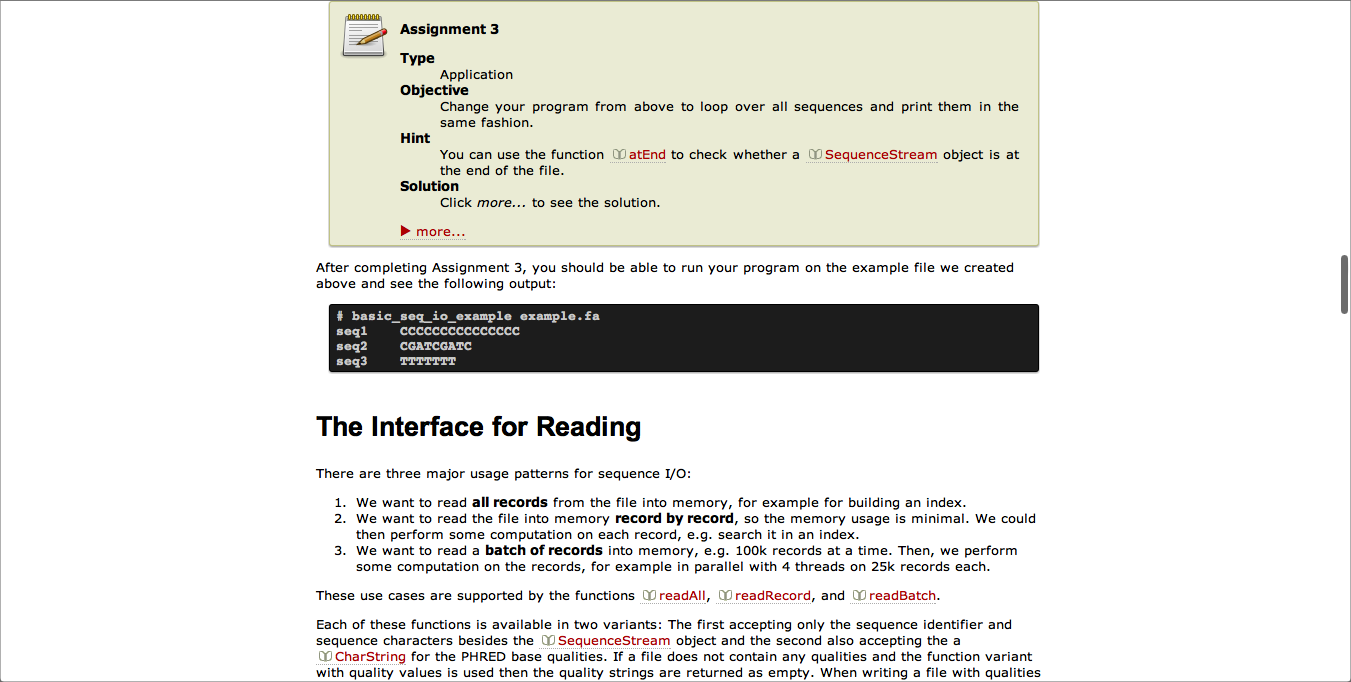 Assignment 3
Type
Application
Objective
Change your program from above to loop over all sequences and print them in the
same fashion.
Hint
You can use the function atEnd to check whether a SequenceStream object is at
the end of the file.
Solution
Click more... to see the solution.
more...
After completing Assignment 3, you should be able to run your program on the example file we created
above and see the following output:
# basic_seq_io_example example.fa
seq1    CCCCCCCCCCCCCCC
seq2    CGATCGATC
seq3    TTTTTTT
The Interface for Reading
There are three major usage patterns for sequence I/O:
1. We want to read all records from the file into memory, for example for building an index.
2. We want to read the file into memory record by record, so the memory usage is minimal. We could
then perform some computation on each record, e.g. search it in an index.
3. We want to read a batch of records into memory, e.g. 100k records at a time. Then, we perform
some computation on the records, for example in parallel with 4 threads on 25k records each.
These use cases are supported by the functions readAll, readRecord, and readBatch.
Each of these functions is available in two variants: The first accepting only the sequence identifier and
sequence characters besides the SequenceStream object and the second also accepting the a
CharString for the PHRED base qualities. If a file does not contain any qualities and the function variant
with quality values is used then the quality strings are returned as empty. When writing a file with qualities